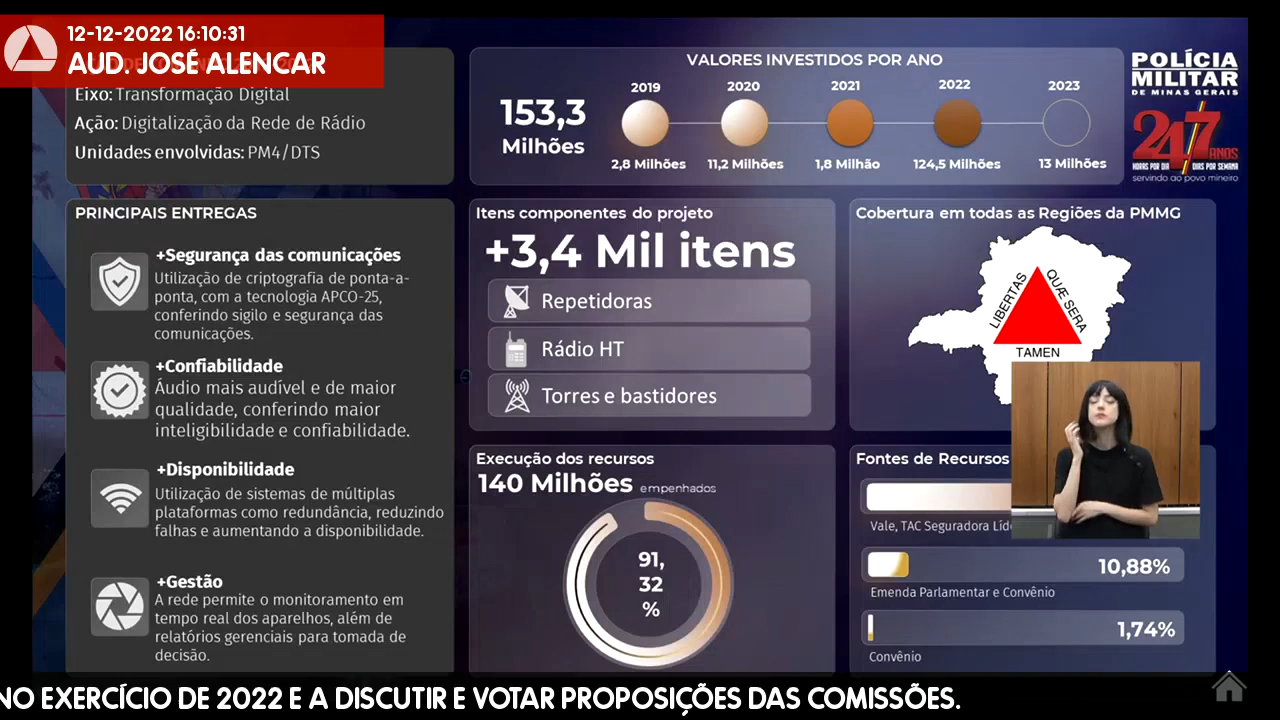 12-12-2022 16:10:31
AUD. JOSÉ ALENCAR
Eixo: Transformação Digital
Ação: Digitalização da Rede de Rádio
Unidades envolvidas: PM4/DTS
VALORES INVESTIDOS POR ANO
153,3
Milhões
2019 2020 2021 2022 2023
2,8 Milhões 11,2 Milhões 1,8 Milhão 124,5 Milhões 13 Milhões
POLÍCIA
MILITAR
DE MINAS GERAIS
247
ANOS
HORAS POR DIA DIAS POR SEMANA
servindo ao povo mineiro
PRINCIPAIS ENTREGAS
+Segurança das comunicações
Utilização de criptografia de ponta-a-
ponta, com a tecnologia APCO-25,
conferindo sigilo e segurança das
comunicações.
+Confiabilidade
Áudio mais audível e de maior
qualidade, conferindo maior
inteligibilidade e confiabilidade.
+Disponibilidade
Utilização de sistemas de múltiplas
plataformas como redundância, reduzindo
falhas e aumentando a disponibilidade.
+Gestão
A rede permite o monitoramento em
tempo real dos aparelhos, além de
relatórios gerenciais para tomada de
decisão.
Itens componentes do projeto
+3,4 Mil itens
Repetidoras
Rádio HT
Torres e bastidores
Cobertura em todas as Regiões da PMMG
LIBERTAS
QUÆ SERA
TAMEN
Execução dos recursos
140 Milhões empenhados
91,
32
%
Fontes de Recursos
Vale, TAC Seguradora
10,88%
Emenda Parlamentar e Convênio
1,74%
Convênio
NO EXERCÍCIO DE 2022 E A DISCUTIR E VOTAR PROPOSIÇÕES DAS COMISSÕES.